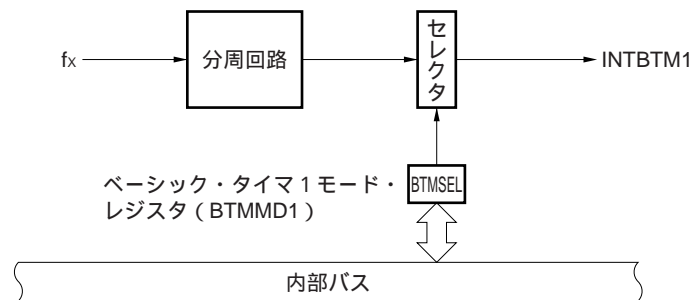 fX
分周回路
セレクタ
INTBTM1
ベーシック・タイマ1モード・
レジスタ（BTMMD1）
BTMSEL
内部バス